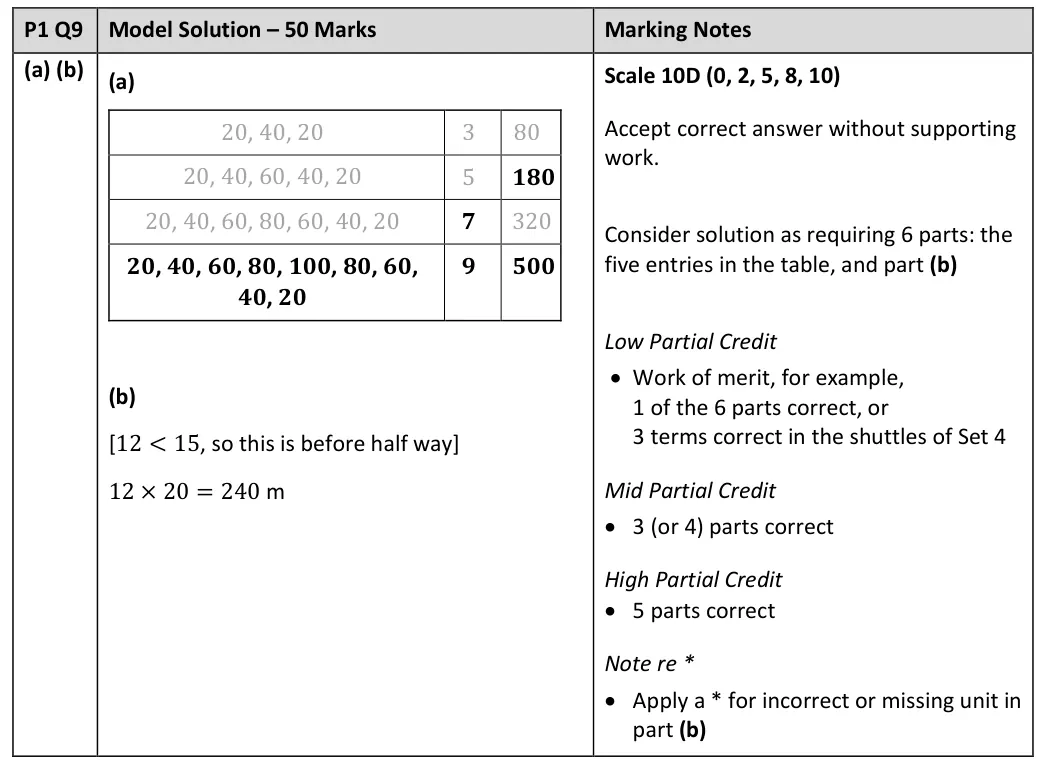 P1 Q9 Model Solution – 50 Marks Marking Notes
(a) (b)
(a)
20, 40, 20 3 80
20, 40, 60, 40, 20 5 180
20, 40, 60, 80, 60, 40, 20 7 320
20, 40, 60, 80, 100, 80, 60,
40, 20
9 500
(b)
[12 < 15, so this is before half way]
12 × 20 = 240 m
Scale 10D (0, 2, 5, 8, 10)
Accept correct answer without supporting
work.
Consider solution as requiring 6 parts: the
five entries in the table, and part (b)
Low Partial Credit
• Work of merit, for example,
1 of the 6 parts correct, or
3 terms correct in the shuttles of Set 4
Mid Partial Credit
• 3 (or 4) parts correct
High Partial Credit
• 5 parts correct
Note re *
• Apply a * for incorrect or missing unit in
part (b)